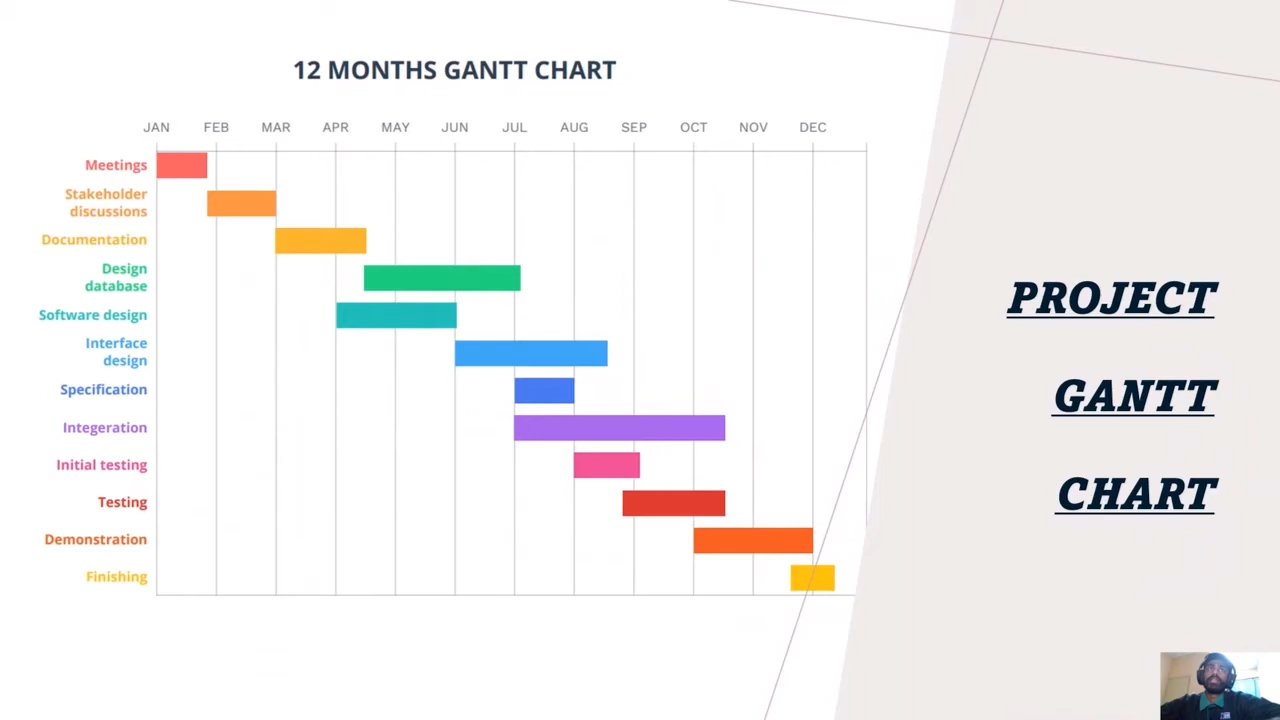 12 MONTHS GANTT CHART
JAN FEB MAR APR MAY JUN JUL AUG SEP OCT NOV DEC
Meetings
Stakeholder
discussions
Documentation
Design
database
Software design
Interface
design
Specification
Integeration
Initial testing
Testing
Demonstration
Finishing
PROJECT
GANTT
CHART